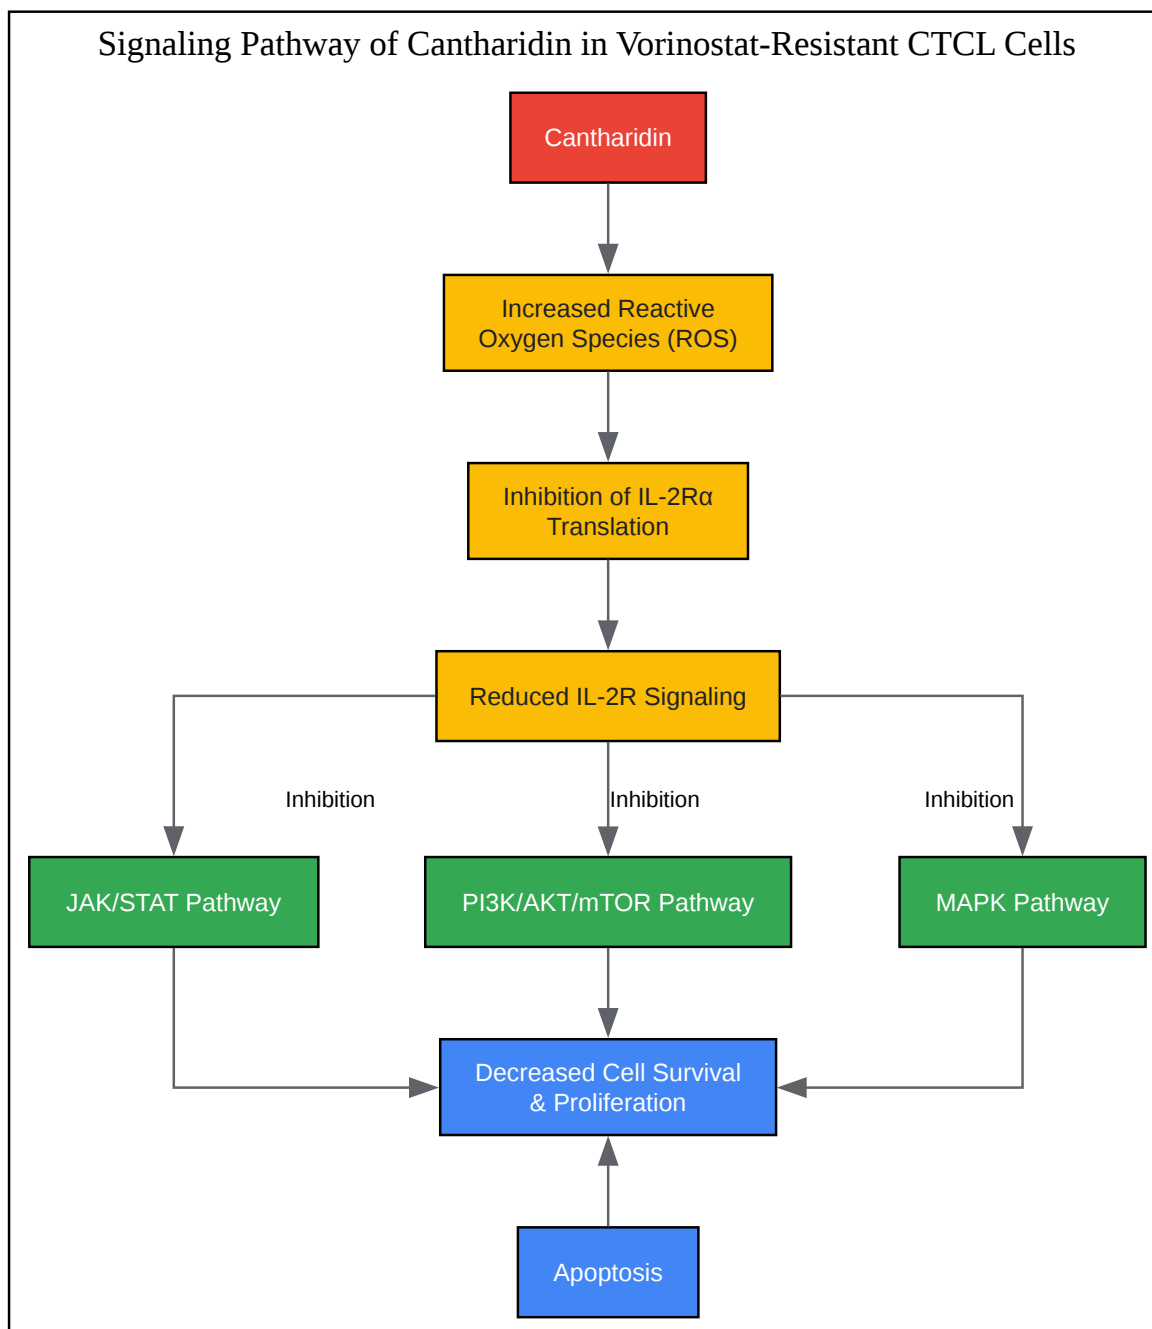 Signaling Pathway of Cantharidin in Vorinostat-Resistant CTCL Cells
Cantharidin
Increased Reactive
Oxygen Species (ROS)
Inhibition of IL-2Rα
Translation
Reduced IL-2R Signaling
Inhibition
Inhibition
Inhibition
JAK/STAT Pathway
PI3K/AKT/mTOR Pathway
MAPK Pathway
Decreased Cell Survival
& Proliferation
Apoptosis